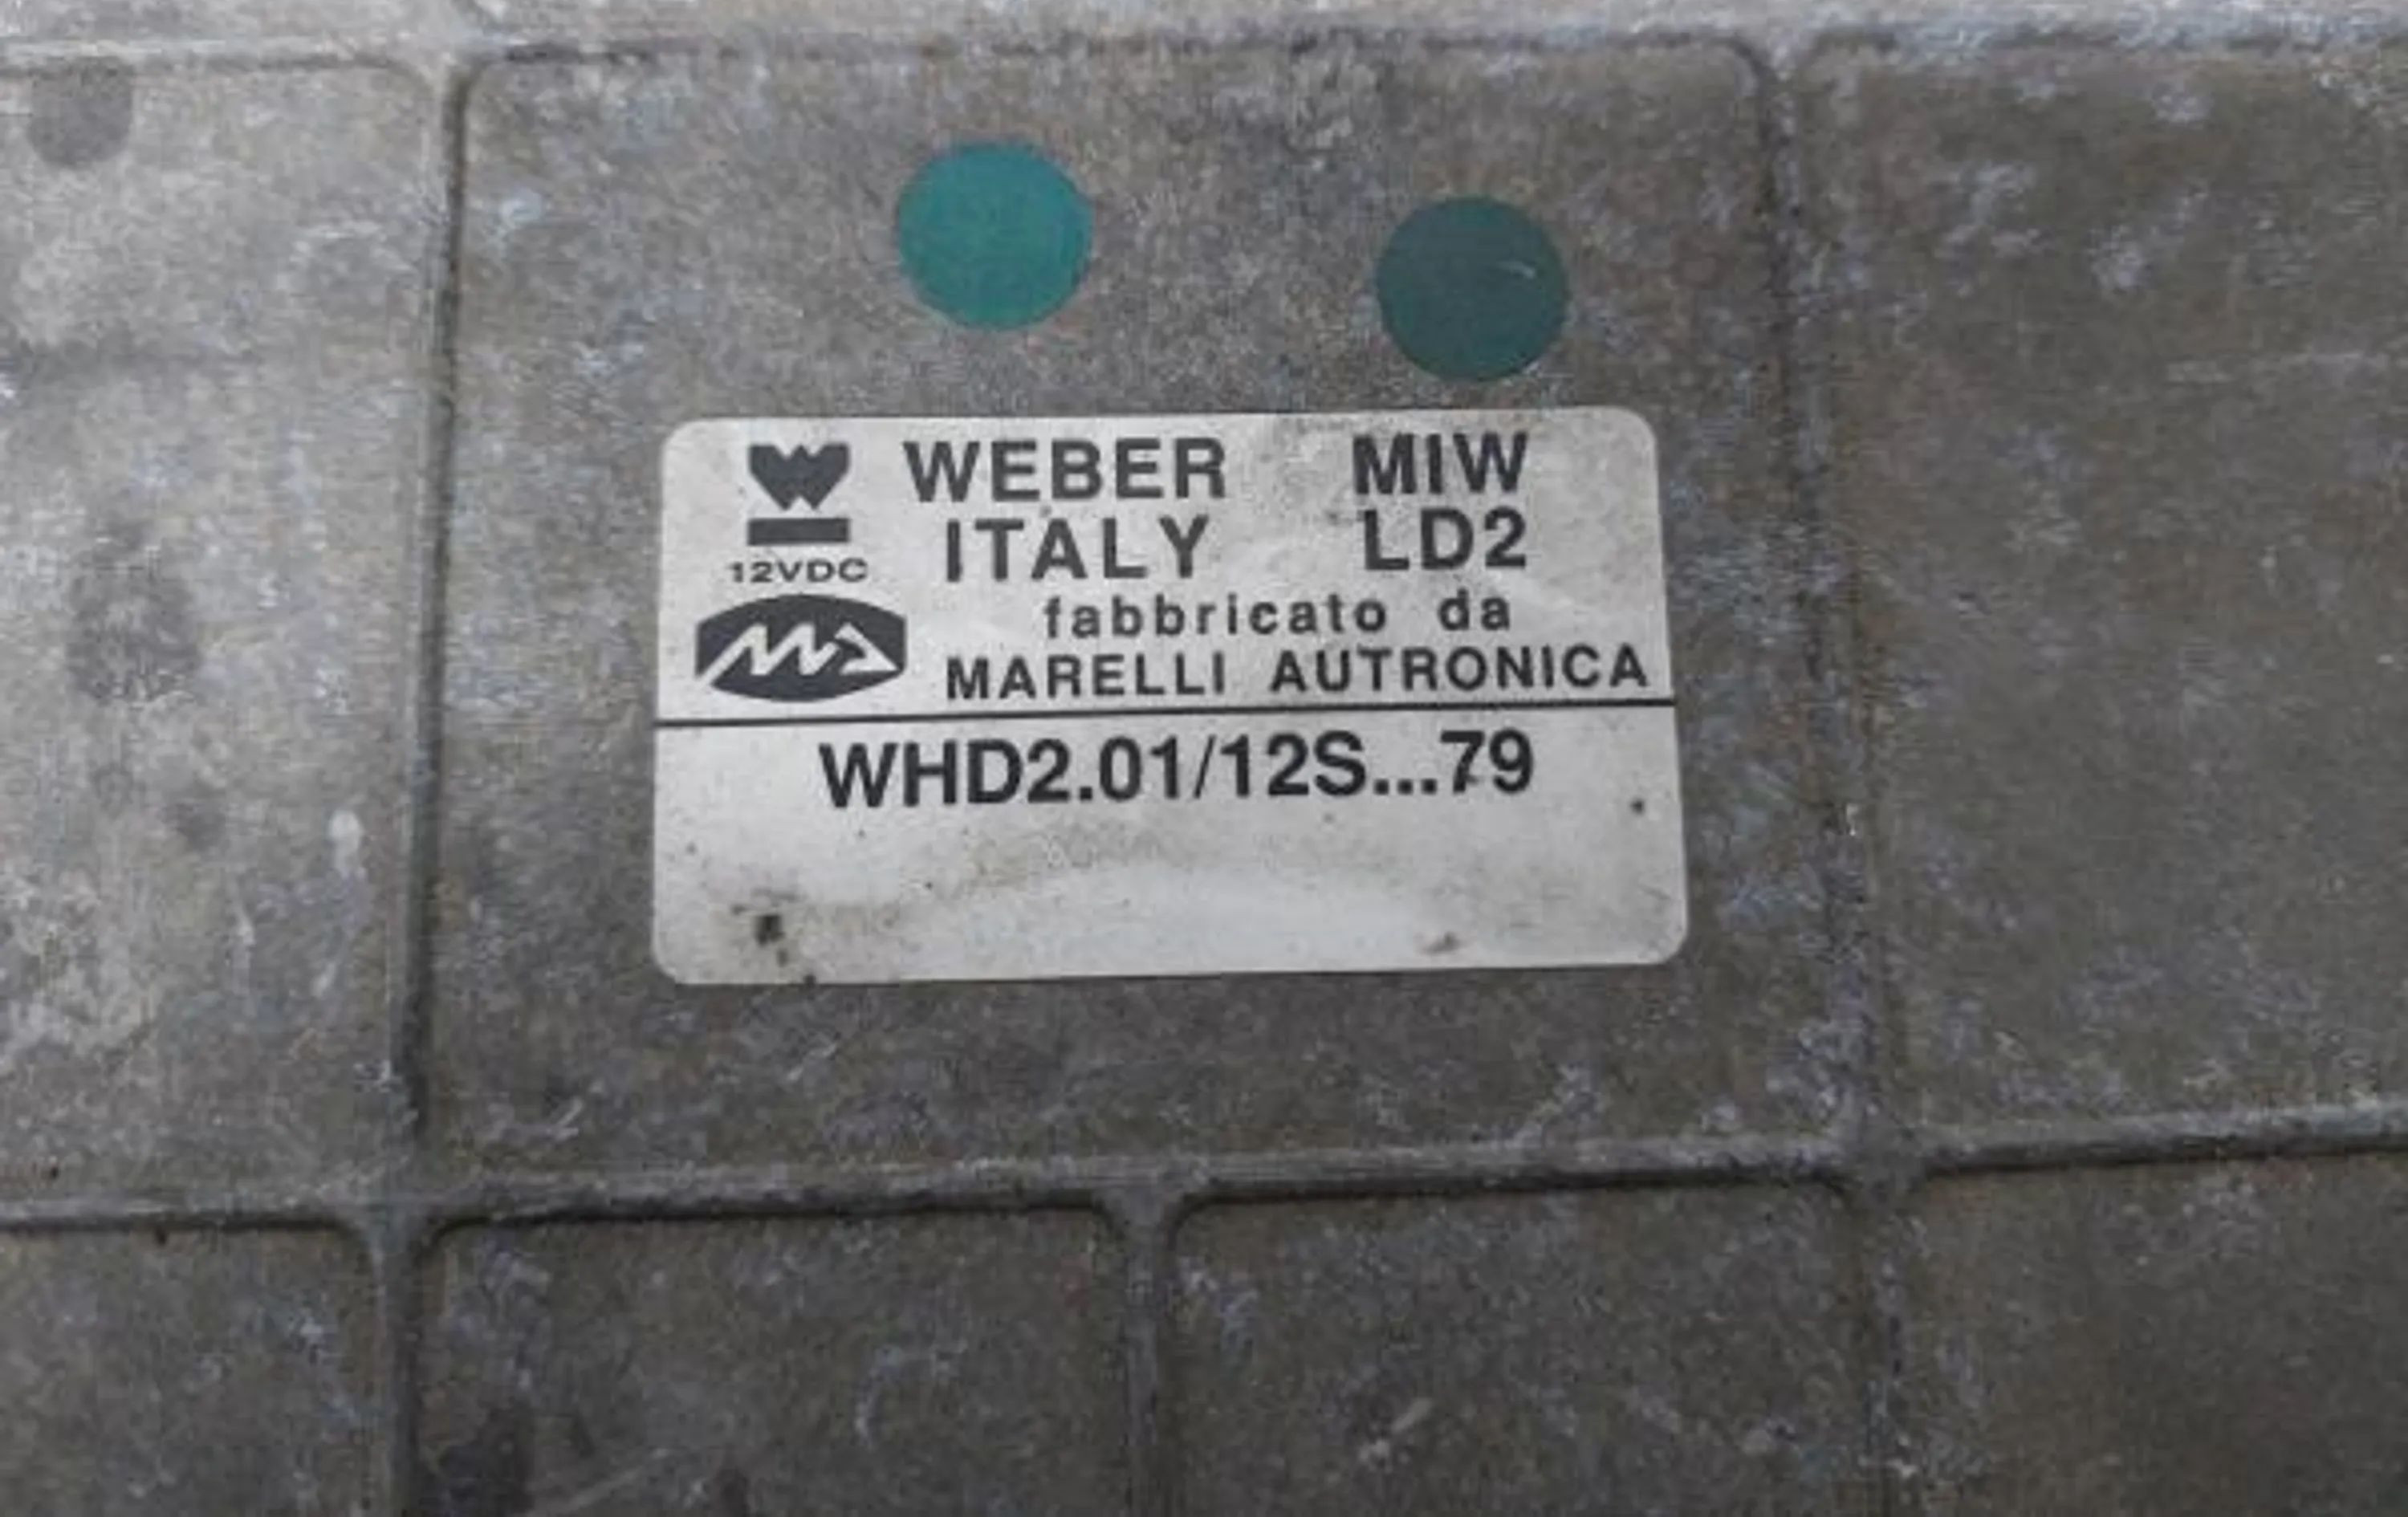 WEBER MIW
ITALY LD2
12VDC
fabbricato da
MARELLI AUTRONICA
WHD2.01/12S...79